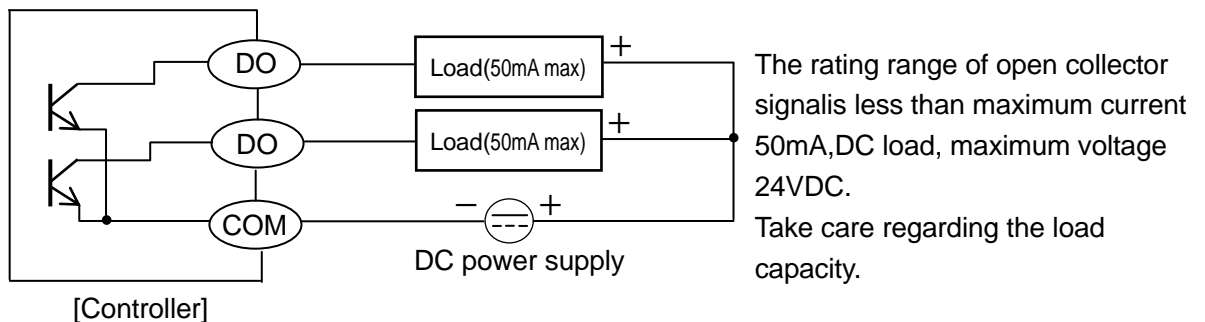 DO
Load(50mA max)
+
DO
Load(50mA max)
+
COM
− +
DC power supply
[Controller]
The rating range of open collector
signalis less than maximum current
50mA,DC load, maximum voltage
24VDC.
Take care regarding the load
capacity.